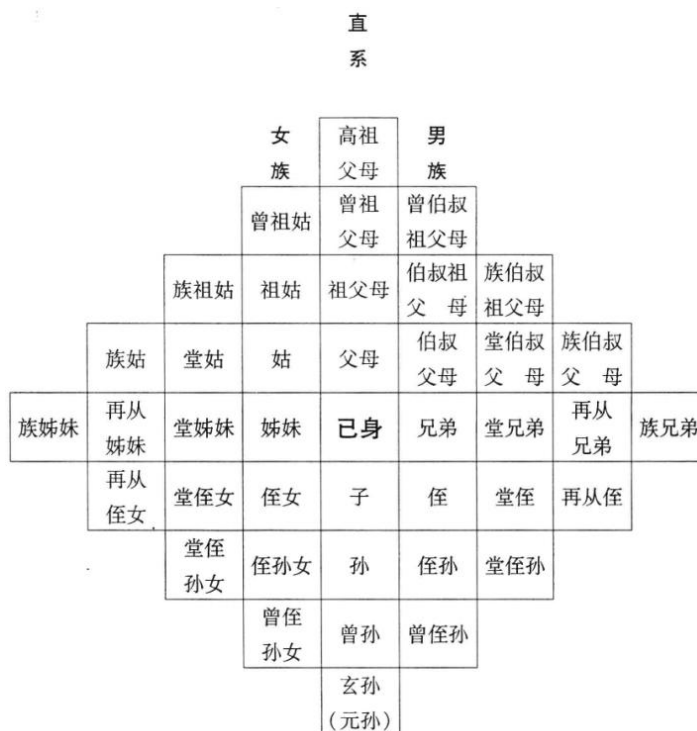 直
系
女
族
高祖
父母
男
族
曾祖姑
曾祖
父母
曾伯叔
祖父母
族祖姑
祖姑
祖父母
伯叔祖
父 母
族伯叔
祖父母
族姑
堂姑
姑
父母
伯叔
父母
堂伯叔
父 母
族伯叔
父 母
族姊妹
再从
姊妹
堂姊妹
姊妹
已身
兄弟
堂兄弟
再从
兄弟
族兄弟
再从
侄女
堂侄女
侄女
子
侄
堂侄
再从侄
堂侄
孙女
侄孙女
孙
侄孙
堂侄孙
曾侄
孙女
曾孙
曾侄孙
玄孙
(元孙)